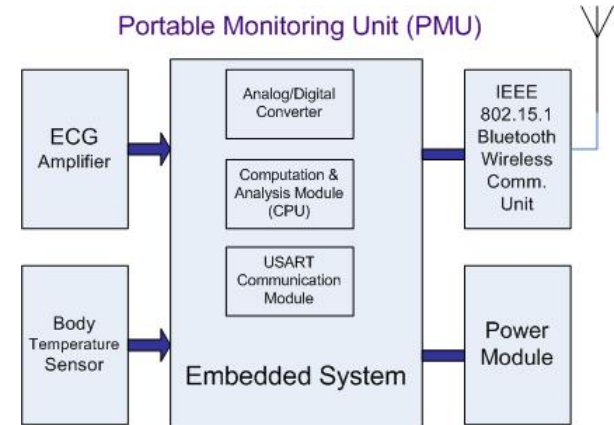 Portable Monitoring Unit (PMU)
ECG
Amplifier
Body
Temperature
Sensor
Analog/Digital
Converter
Computation &
Analysis Module
(CPU)
USART
Communication
Module
Embedded System
IEEE
802.15.1
Bluetooth
Wireless
Comm.
Unit
Power
Module